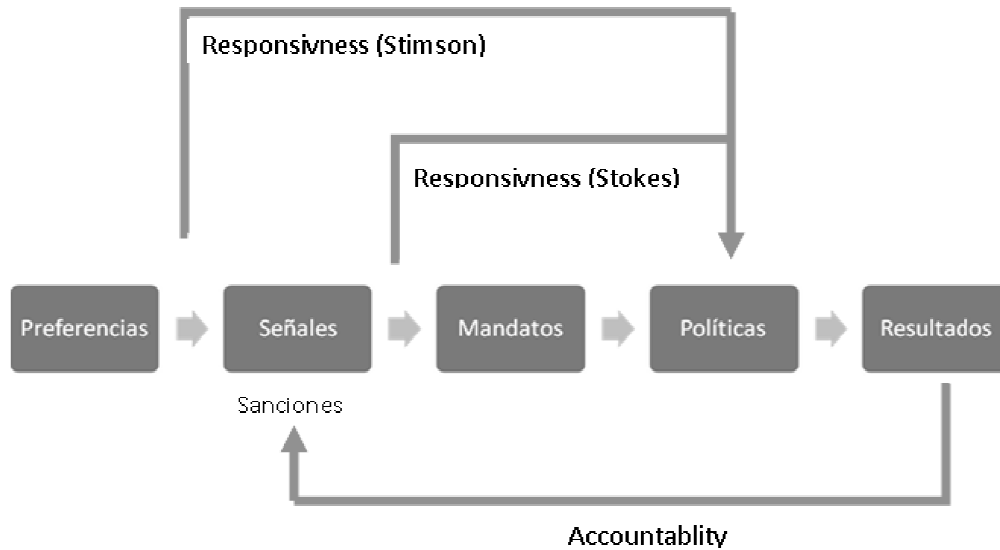 Responsivness (Stimson)
Responsivness (Stokes)
Preferencias
Señales
Mandatos
Políticas
Resultados
Sanciones
Accountablity